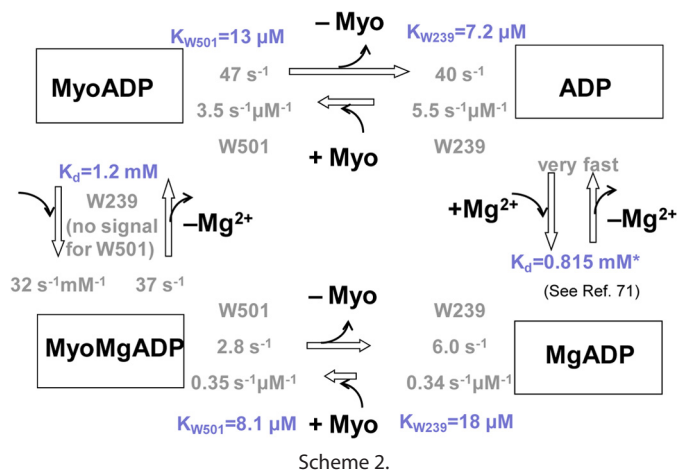 – Myo
K_W501=13 µM
K_W239=7.2 µM
MyoADP
47 s⁻¹
40 s⁻¹
ADP
3.5 s⁻¹µM⁻¹
5.5 s⁻¹µM⁻¹
W501
+ Myo
W239
K_d=1.2 mM
very fast
W239
(no signal
for W501)
–Mg²⁺
+Mg²⁺
–Mg²⁺
32 s⁻¹mM⁻¹
37 s⁻¹
K_d=0.815 mM*
(See Ref. 71)
– Myo
W501
W239
MyoMgADP
2.8 s⁻¹
6.0 s⁻¹
MgADP
0.35 s⁻¹µM⁻¹
0.34 s⁻¹µM⁻¹
K_W501=8.1 µM
+ Myo
K_W239=18 µM
Scheme 2.